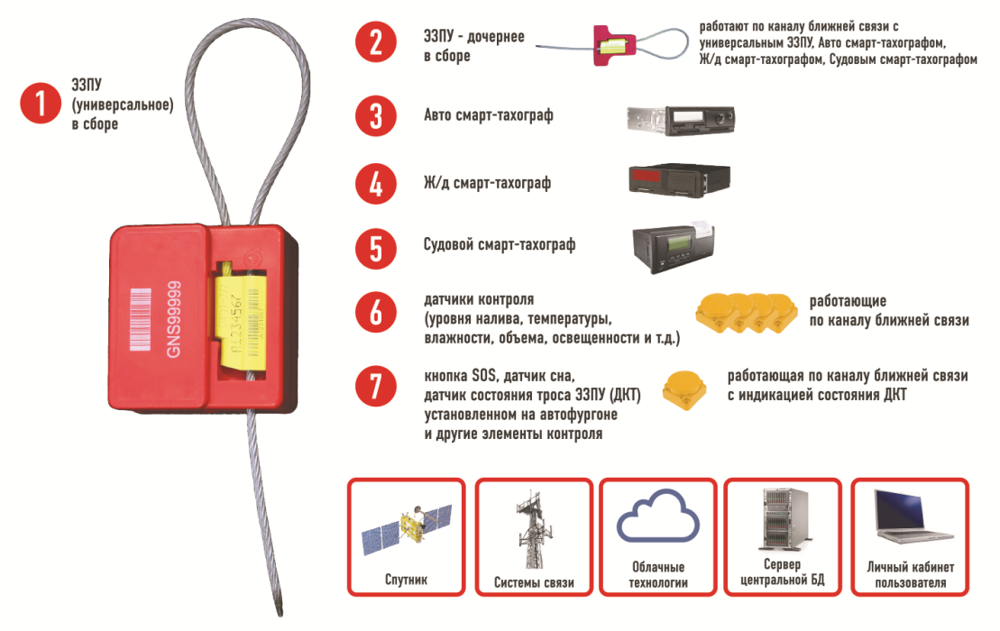 1
ЭЗПУ
(универсальное)
в сборе
GNS99999
2
ЭЗПУ - дочернее
в сборе
работают по каналу ближней связи с
универсальным ЭЗПУ, Авто смарт-тахографом,
Ж/д смарт-тахографом, Судовым смарт-тахографом
3
Авто смарт-тахограф
4
Ж/д смарт-тахограф
5
Судовой смарт-тахограф
6
датчики контроля
(уровня налива, температуры,
влажности, объема, освещенности и т.д.)
работающие
по каналу ближней связи
7
кнопка SOS, датчик сна,
датчик состояния троса ЭЗПУ (ДКТ)
установленном на автофургоне
и другие элементы контроля
работающая по каналу ближней связи
с индикацией состояния ДКТ
Спутник
Системы связи
Облачные
технологии
Сервер
центральной БД
Личный кабинет
пользователя